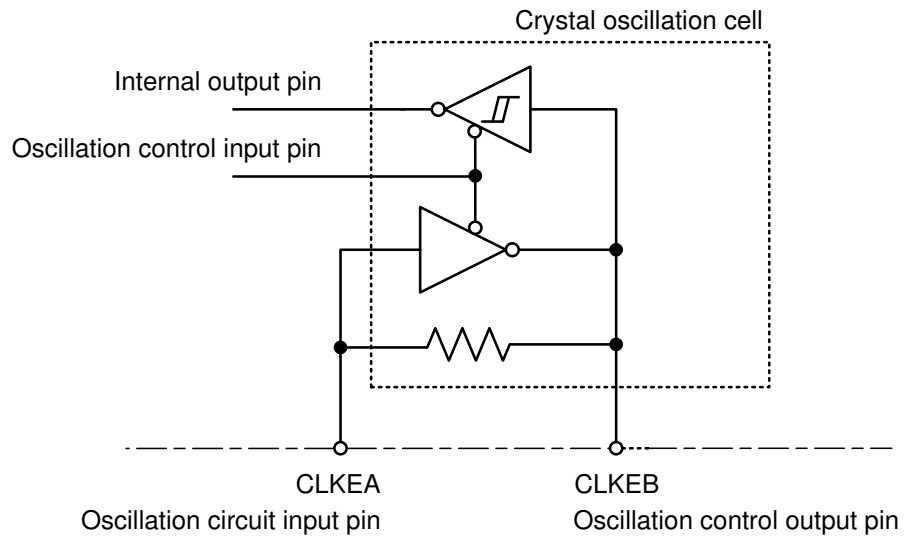 Crystal oscillation cell
Internal output pin
Oscillation control input pin
CLKEA
Oscillation circuit input pin
CLKEB
Oscillation control output pin